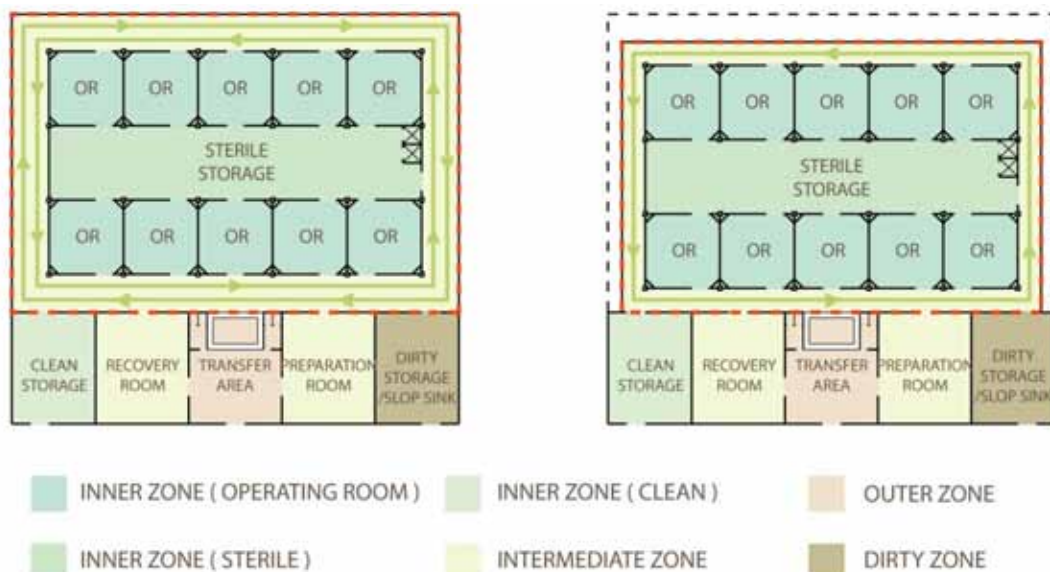 OR OR OR OR OR
STERILE
STORAGE
OR OR OR OR OR
CLEAN
STORAGE
RECOVERY
ROOM
TRANSFER
AREA
PREPARATION
ROOM
DIRTY
STORAGE
/SLOP SINK
OR OR OR OR OR
STERILE
STORAGE
OR OR OR OR OR
CLEAN
STORAGE
RECOVERY
ROOM
TRANSFER
AREA
PREPARATION
ROOM
DIRTY
STORAGE
/SLOP SINK
INNER ZONE ( OPERATING ROOM )
INNER ZONE ( CLEAN )
OUTER ZONE
INNER ZONE ( STERILE )
INTERMEDIATE ZONE
DIRTY ZONE